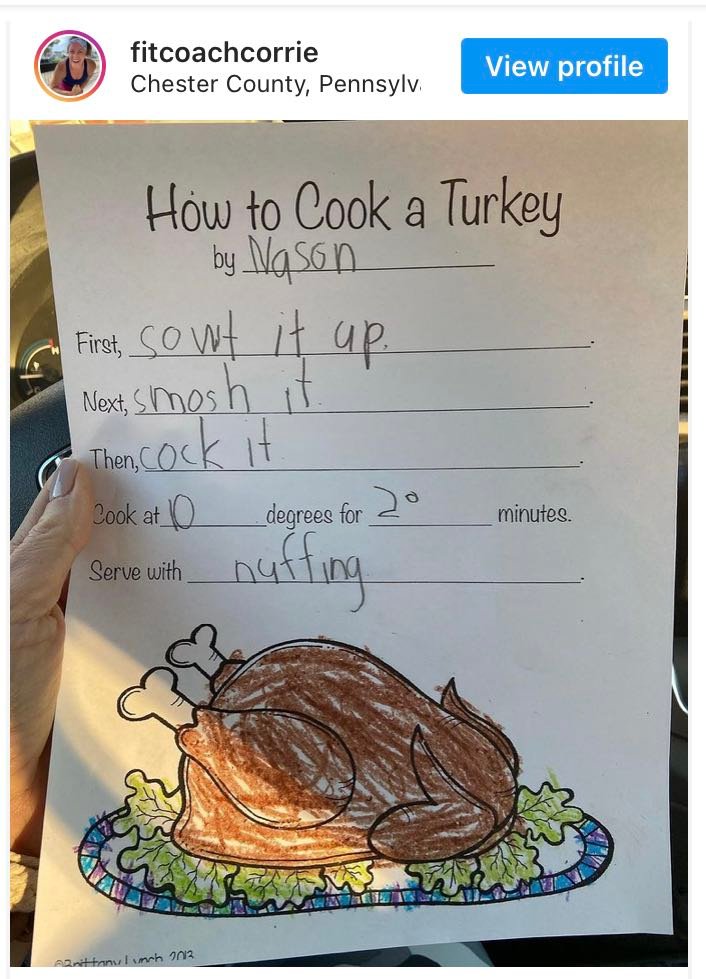 fitcoachcorrie
Chester County, Pennsylv
View profile
How to Cook a Turkey
by Nason
First, sowt it up.
Next, smosh it.
Then, cock it.
Cook at 10 degrees for 20 minutes.
Serve with nuffing.
©Brittany Lynch 2013